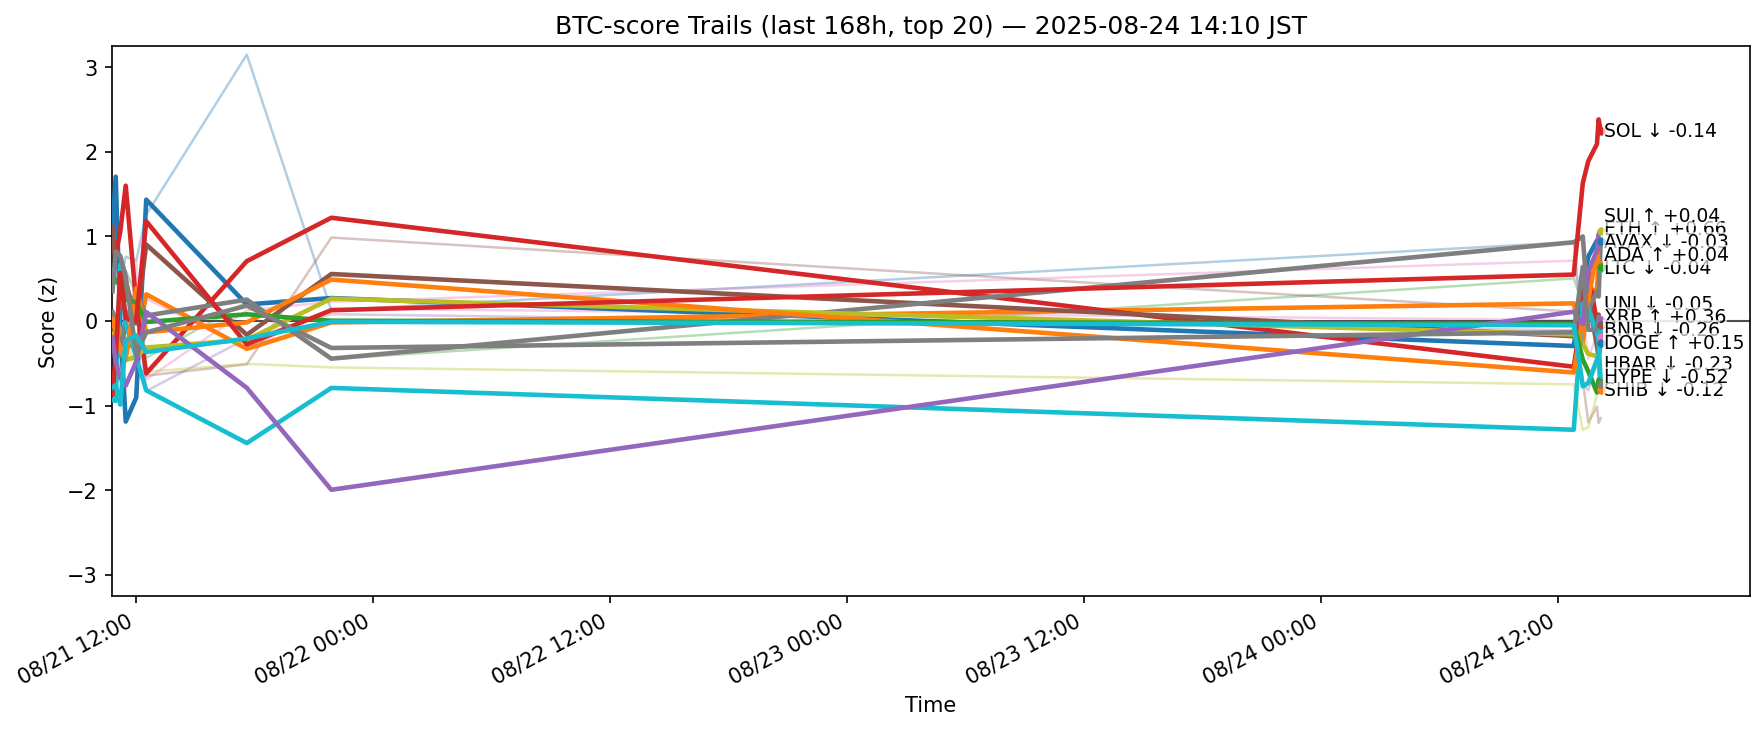 BTC-score Trails (last 168h, top 20) — 2025-08-24 14:10 JST
Score (z)
3
2
1
0
−1
−2
−3
SOL ↓ -0.14
SUI ↑ +0.04
ETH ↑ +0.66
AVAX ↓ -0.03
ADA ↑ +0.04
LTC ↓ -0.04
UNI ↓ -0.05
XRP ↑ +0.36
BNB ↓ -0.26
DOGE ↑ +0.15
HBAR ↓ -0.23
HYPE ↓ -0.52
SHIB ↓ -0.12
08/21 12:00
08/22 00:00
08/22 12:00
08/23 00:00
08/23 12:00
08/24 00:00
08/24 12:00
Time